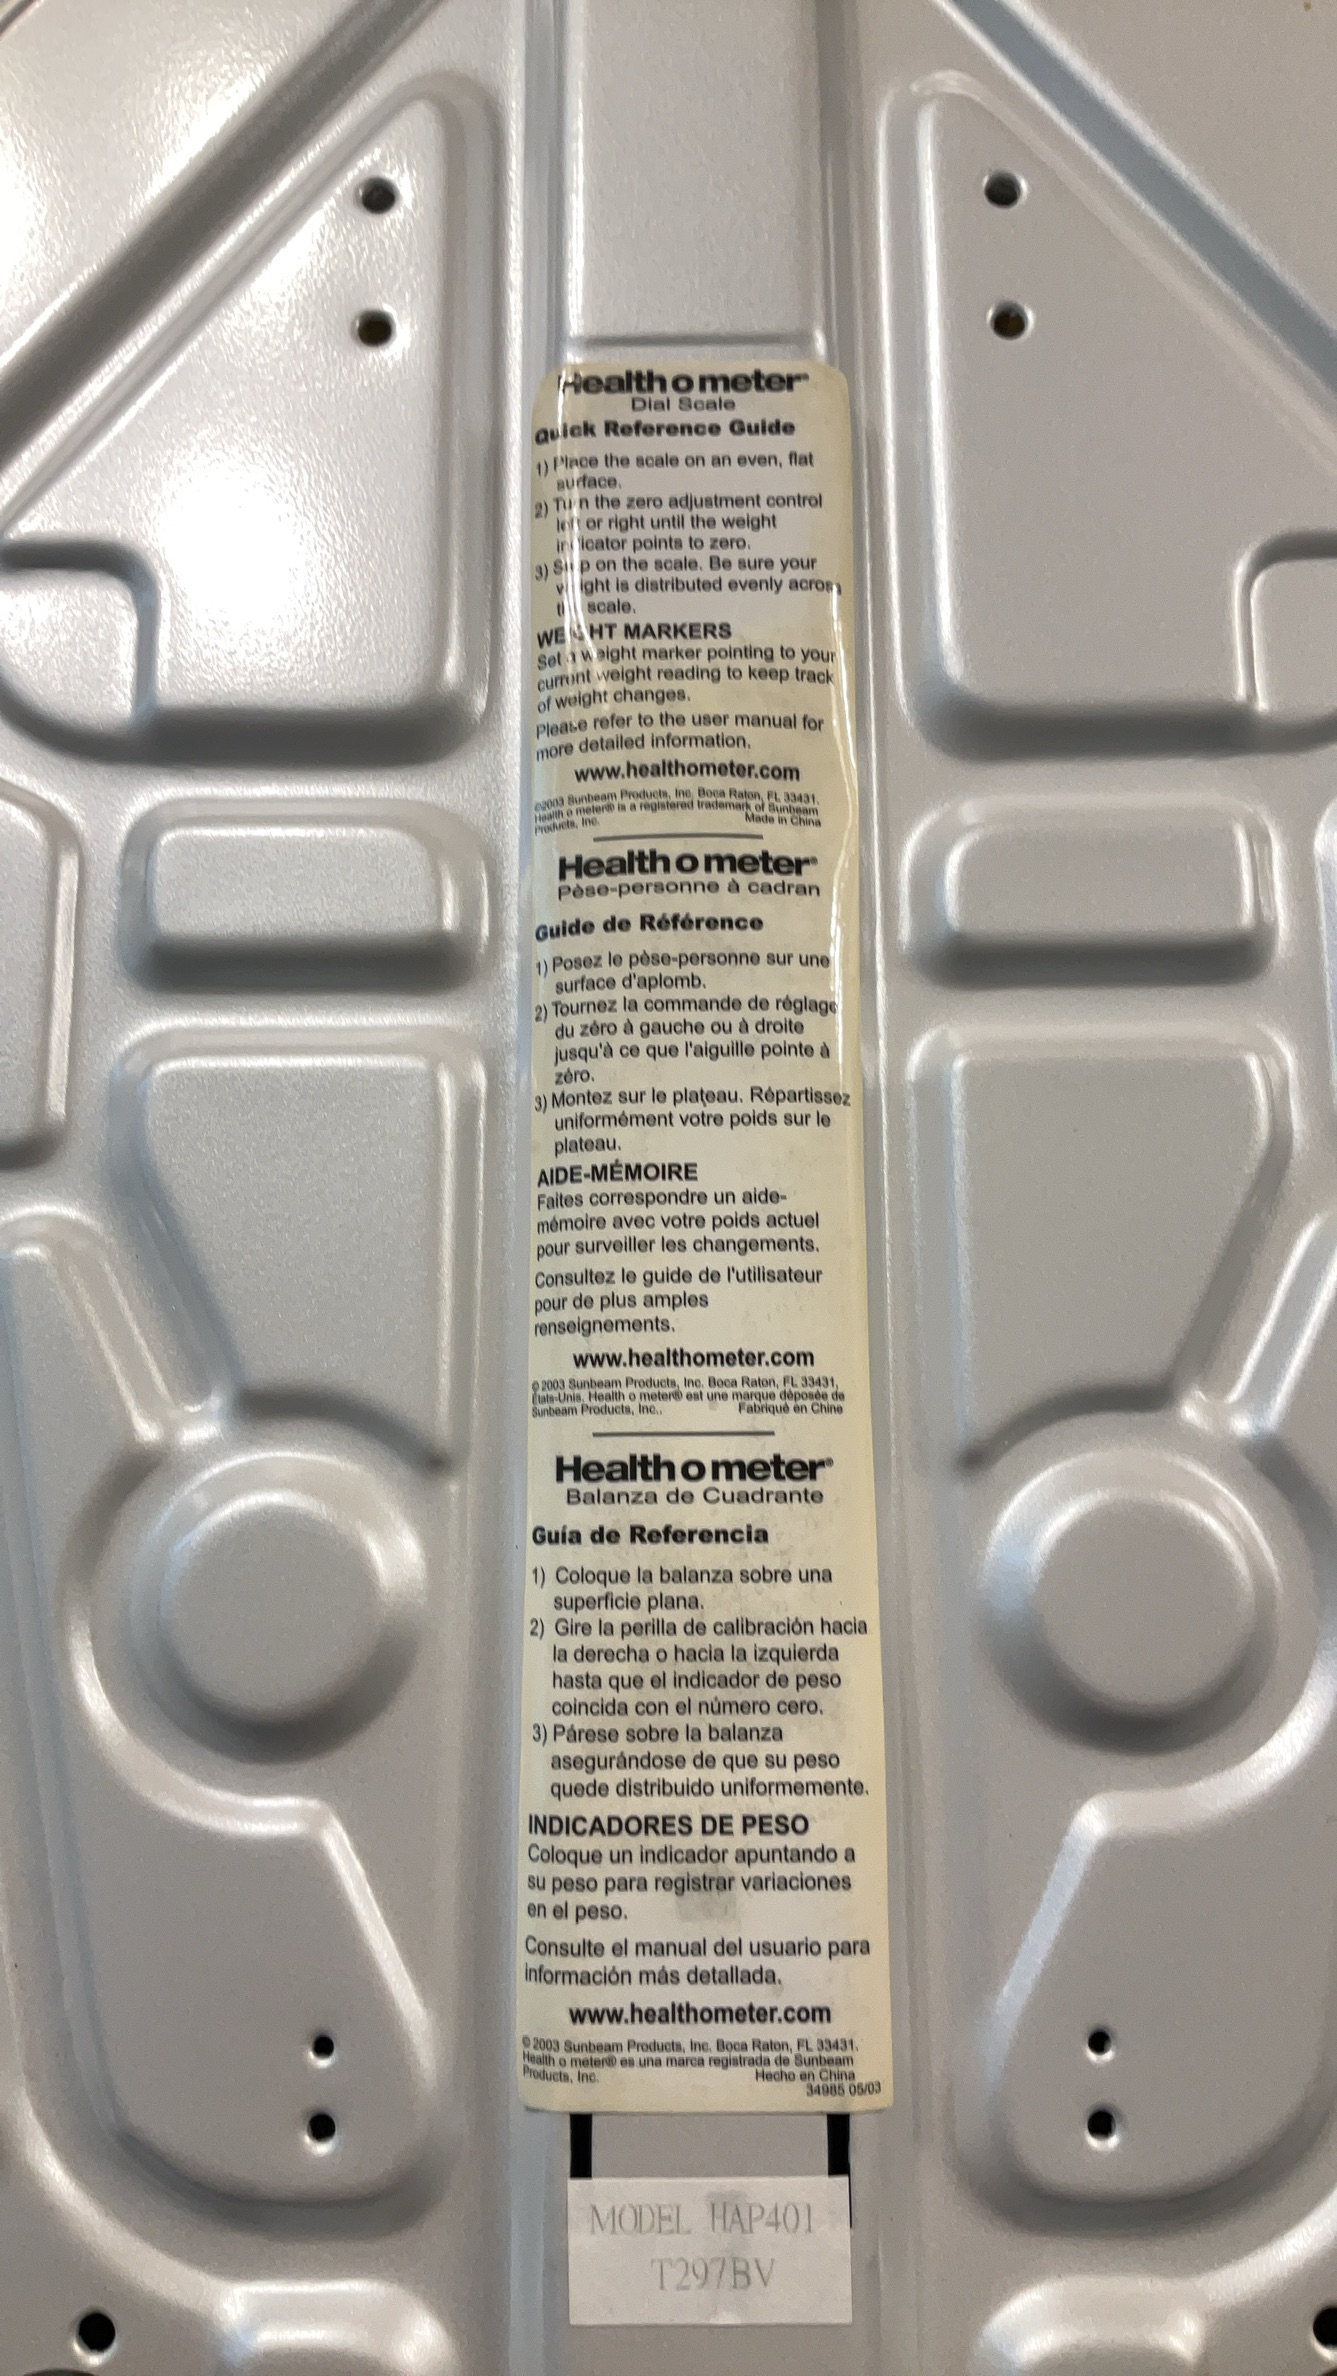 Health o meter®
Dial Scale
Quick Reference Guide
1) Place the scale on an even, flat
surface.
2) Turn the zero adjustment control
left or right until the weight
indicator points to zero.
3) Step on the scale. Be sure your
weight is distributed evenly across
the scale.
WEIGHT MARKERS
Set a weight marker pointing to your
current weight reading to keep track
of weight changes.
Please refer to the user manual for
more detailed information.
www.healthometer.com
©2003 Sunbeam Products, Inc. Boca Raton, FL 33431.
Health o meter® is a registered trademark of Sunbeam
Products, Inc. Made in China
Health o meter®
Pèse-personne à cadran
Guide de Référence
1) Posez le pèse-personne sur une
surface d'aplomb.
2) Tournez la commande de réglage
du zéro à gauche ou à droite
jusqu'à ce que l'aiguille pointe à
zéro.
3) Montez sur le plateau. Répartissez
uniformément votre poids sur le
plateau.
AIDE-MÉMOIRE
Faites correspondre un aide-
mémoire avec votre poids actuel
pour surveiller les changements.
Consultez le guide de l'utilisateur
pour de plus amples
renseignements.
www.healthometer.com
©2003 Sunbeam Products, Inc. Boca Raton, FL 33431,
États-Unis. Health o meter® est une marque déposée de
Sunbeam Products, Inc.. Fabriqué en Chine
Health o meter®
Balanza de Cuadrante
Guía de Referencia
1) Coloque la balanza sobre una
superficie plana.
2) Gire la perilla de calibración hacia
la derecha o hacia la izquierda
hasta que el indicador de peso
coincida con el número cero.
3) Párese sobre la balanza
asegurándose de que su peso
quede distribuido uniformemente.
INDICADORES DE PESO
Coloque un indicador apuntando a
su peso para registrar variaciones
en el peso.
Consulte el manual del usuario para
información más detallada.
www.healthometer.com
©2003 Sunbeam Products, Inc. Boca Raton, FL 33431.
Health o meter® es una marca registrada de Sunbeam
Products, Inc. Hecho en China
34985 05/03
MODEL HAP401
T297BV